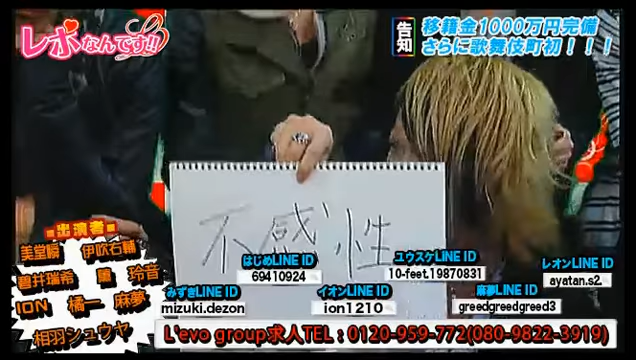 レポなんです!!
告知
移籍金1000万円完備
さらに歌舞伎町初！！！
不感性
はじめLINE ID
69410924
ユウスケLINE ID
10-feet.19870831
レオンLINE ID
ayatan.s2.
みずきLINE ID
mizuki.dezon
イオンLINE ID
ion1210
麻夢LINE ID
greedgreedgreed3
■出演者■
美堂瞬 伊吹右輔
碧井瑞希 玲音
ION 橘一 麻夢
相羽シュウヤ
L'evo group求人TEL：0120-959-772(080-9822-3919)